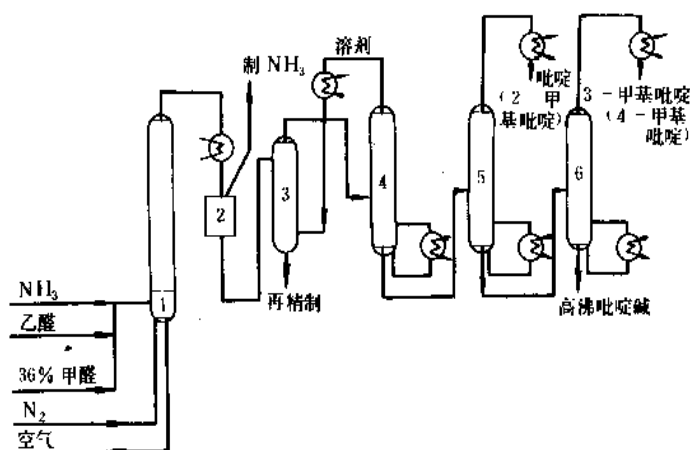 溶剂
制 NH₃
吡啶
(2 甲
基吡啶)
3-甲基吡啶
(4-甲基
吡啶)
1
2
3
4
5
6
NH₃
乙醛
36% 甲醛
N₂
空气
再精制
高沸吡啶碱